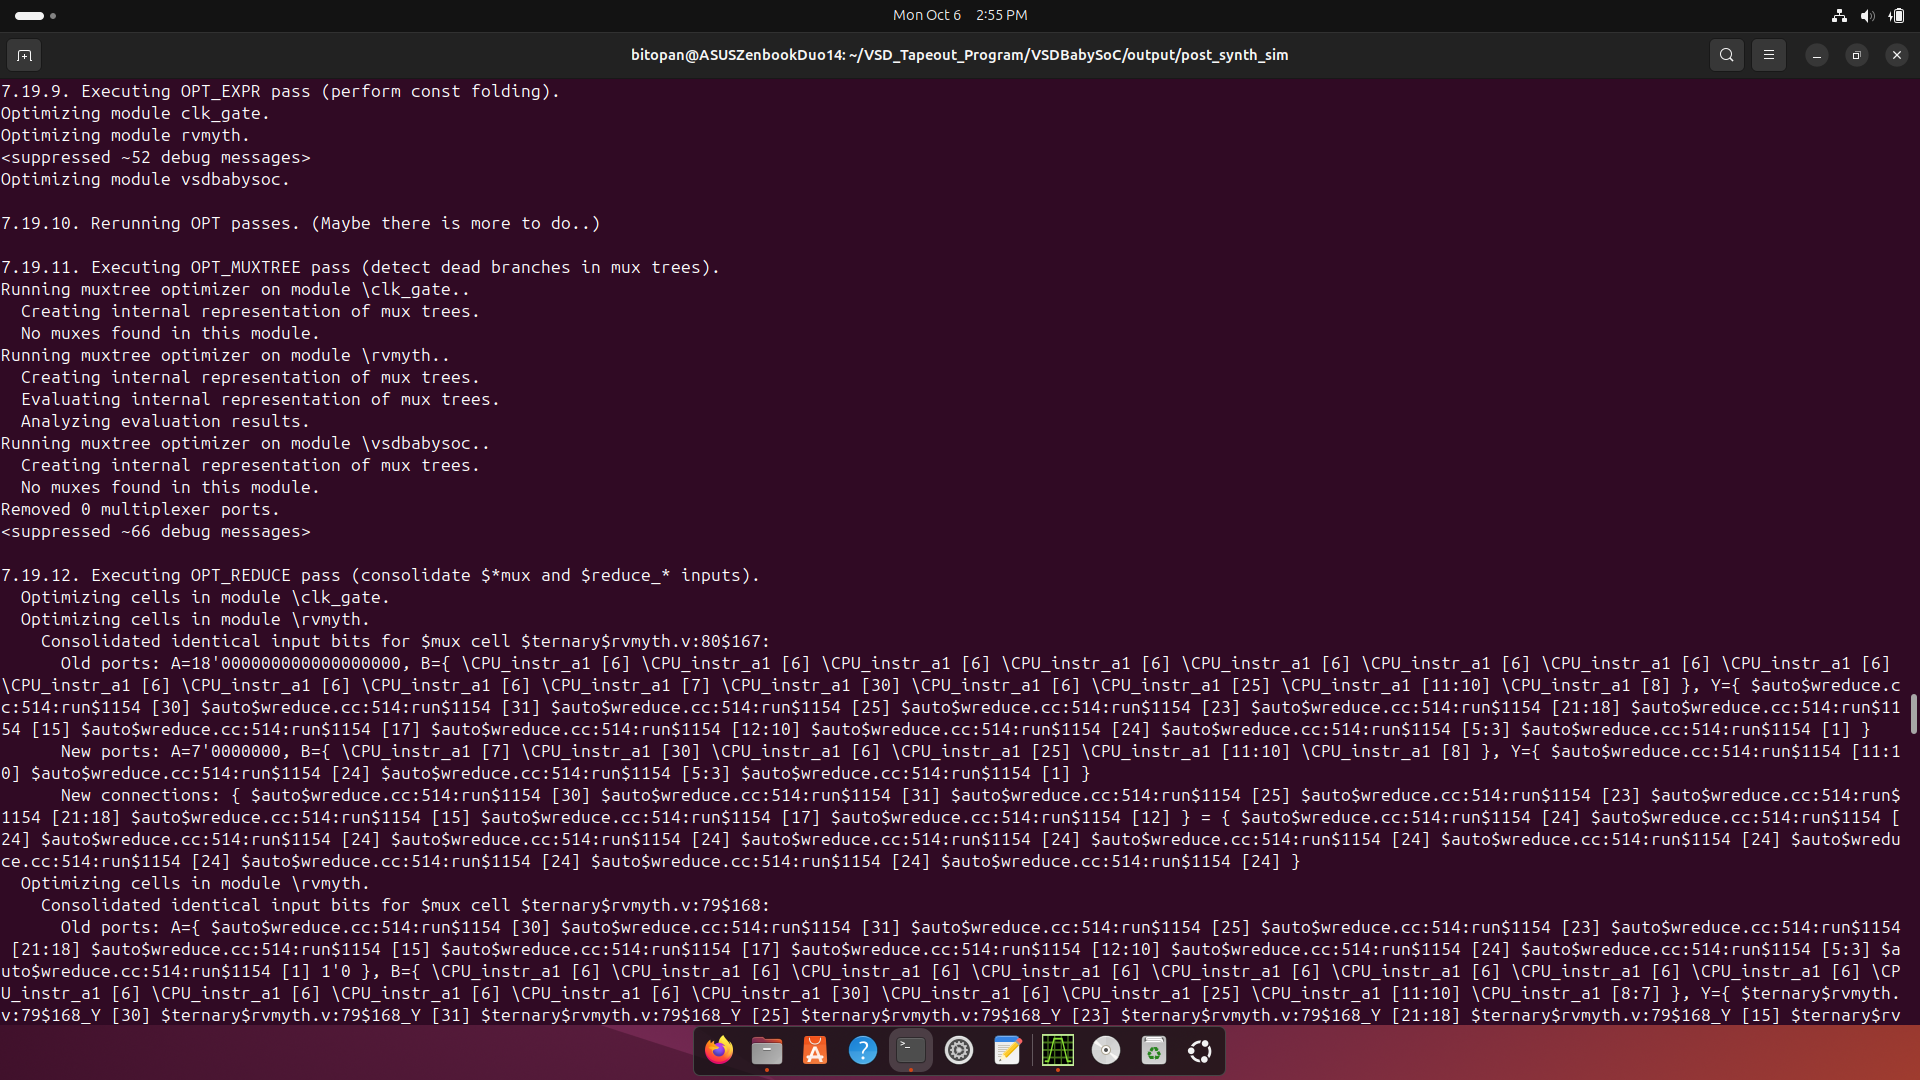 Mon Oct 6 2:55 PM
bitopan@ASUSZenbookDuo14: ~/VSD_Tapeout_Program/VSDBabySoC/output/post_synth_sim
7.19.9. Executing OPT_EXPR pass (perform const folding).
Optimizing module clk_gate.
Optimizing module rvmyth.
<suppressed ~52 debug messages>
Optimizing module vsdbabysoc.
7.19.10. Rerunning OPT passes. (Maybe there is more to do..)
7.19.11. Executing OPT_MUXTREE pass (detect dead branches in mux trees).
Running muxtree optimizer on module \clk_gate..
  Creating internal representation of mux trees.
  No muxes found in this module.
Running muxtree optimizer on module \rvmyth..
  Creating internal representation of mux trees.
  Evaluating internal representation of mux trees.
  Analyzing evaluation results.
Running muxtree optimizer on module \vsdbabysoc..
  Creating internal representation of mux trees.
  No muxes found in this module.
Removed 0 multiplexer ports.
<suppressed ~66 debug messages>
7.19.12. Executing OPT_REDUCE pass (consolidate $*mux and $reduce_* inputs).
  Optimizing cells in module \clk_gate.
  Optimizing cells in module \rvmyth.
    Consolidated identical input bits for $mux cell $ternary$rvmyth.v:80$167:
      Old ports: A=18'000000000000000000, B={ \CPU_instr_a1 [6] \CPU_instr_a1 [6] \CPU_instr_a1 [6] \CPU_instr_a1 [6] \CPU_instr_a1 [6] \CPU_instr_a1 [6] \CPU_instr_a1 [6] \CPU_instr_a1 [6]
\CPU_instr_a1 [6] \CPU_instr_a1 [6] \CPU_instr_a1 [6] \CPU_instr_a1 [7] \CPU_instr_a1 [30] \CPU_instr_a1 [6] \CPU_instr_a1 [25] \CPU_instr_a1 [11:10] \CPU_instr_a1 [8] }, Y={ $auto$wreduce.c
c:514:run$1154 [30] $auto$wreduce.cc:514:run$1154 [31] $auto$wreduce.cc:514:run$1154 [25] $auto$wreduce.cc:514:run$1154 [23] $auto$wreduce.cc:514:run$1154 [21:18] $auto$wreduce.cc:514:run$11
54 [15] $auto$wreduce.cc:514:run$1154 [17] $auto$wreduce.cc:514:run$1154 [12:10] $auto$wreduce.cc:514:run$1154 [24] $auto$wreduce.cc:514:run$1154 [5:3] $auto$wreduce.cc:514:run$1154 [1] }
      New ports: A=7'0000000, B={ \CPU_instr_a1 [7] \CPU_instr_a1 [30] \CPU_instr_a1 [6] \CPU_instr_a1 [25] \CPU_instr_a1 [11:10] \CPU_instr_a1 [8] }, Y={ $auto$wreduce.cc:514:run$1154 [11:1
0] $auto$wreduce.cc:514:run$1154 [24] $auto$wreduce.cc:514:run$1154 [5:3] $auto$wreduce.cc:514:run$1154 [1] }
      New connections: { $auto$wreduce.cc:514:run$1154 [30] $auto$wreduce.cc:514:run$1154 [31] $auto$wreduce.cc:514:run$1154 [25] $auto$wreduce.cc:514:run$1154 [23] $auto$wreduce.cc:514:run$
1154 [21:18] $auto$wreduce.cc:514:run$1154 [15] $auto$wreduce.cc:514:run$1154 [17] $auto$wreduce.cc:514:run$1154 [12] } = { $auto$wreduce.cc:514:run$1154 [24] $auto$wreduce.cc:514:run$1154 [
24] $auto$wreduce.cc:514:run$1154 [24] $auto$wreduce.cc:514:run$1154 [24] $auto$wreduce.cc:514:run$1154 [24] $auto$wreduce.cc:514:run$1154 [24] $auto$wreduce.cc:514:run$1154 [24] $auto$wredu
ce.cc:514:run$1154 [24] $auto$wreduce.cc:514:run$1154 [24] $auto$wreduce.cc:514:run$1154 [24] $auto$wreduce.cc:514:run$1154 [24] }
  Optimizing cells in module \rvmyth.
    Consolidated identical input bits for $mux cell $ternary$rvmyth.v:79$168:
      Old ports: A={ $auto$wreduce.cc:514:run$1154 [30] $auto$wreduce.cc:514:run$1154 [31] $auto$wreduce.cc:514:run$1154 [25] $auto$wreduce.cc:514:run$1154 [23] $auto$wreduce.cc:514:run$1154
 [21:18] $auto$wreduce.cc:514:run$1154 [15] $auto$wreduce.cc:514:run$1154 [17] $auto$wreduce.cc:514:run$1154 [12:10] $auto$wreduce.cc:514:run$1154 [24] $auto$wreduce.cc:514:run$1154 [5:3] $a
uto$wreduce.cc:514:run$1154 [1] 1'0 }, B={ \CPU_instr_a1 [6] \CPU_instr_a1 [6] \CPU_instr_a1 [6] \CPU_instr_a1 [6] \CPU_instr_a1 [6] \CPU_instr_a1 [6] \CPU_instr_a1 [6] \CPU_instr_a1 [6] \CP
U_instr_a1 [6] \CPU_instr_a1 [6] \CPU_instr_a1 [6] \CPU_instr_a1 [6] \CPU_instr_a1 [30] \CPU_instr_a1 [6] \CPU_instr_a1 [25] \CPU_instr_a1 [11:10] \CPU_instr_a1 [8:7] }, Y={ $ternary$rvmyth.
v:79$168_Y [30] $ternary$rvmyth.v:79$168_Y [31] $ternary$rvmyth.v:79$168_Y [25] $ternary$rvmyth.v:79$168_Y [23] $ternary$rvmyth.v:79$168_Y [21:18] $ternary$rvmyth.v:79$168_Y [15] $ternary$rv